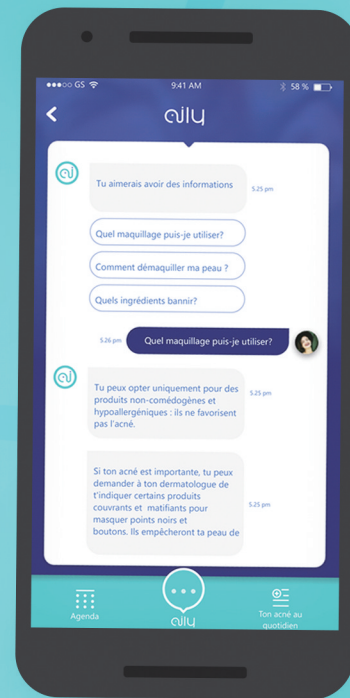 GS 9:41 AM 58 %
aily
Tu aimerais avoir des informations
5.25 pm
Quel maquillage puis-je utiliser?
Comment démaquiller ma peau ?
Quels ingrédients bannir?
5.26 pm
Quel maquillage puis-je utiliser?
Tu peux opter uniquement pour des
produits non-comédogènes et
hypoallergéniques : ils ne favorisent
pas l'acné.
5.25 pm
Si ton acné est importante, tu peux
demander à ton dermatologue de
t'indiquer certains produits
couvrants et matifiants pour
masquer points noirs et
boutons. Ils empêcheront ta peau de
5.25 pm
Agenda
aily
Ton acné au
quotidien